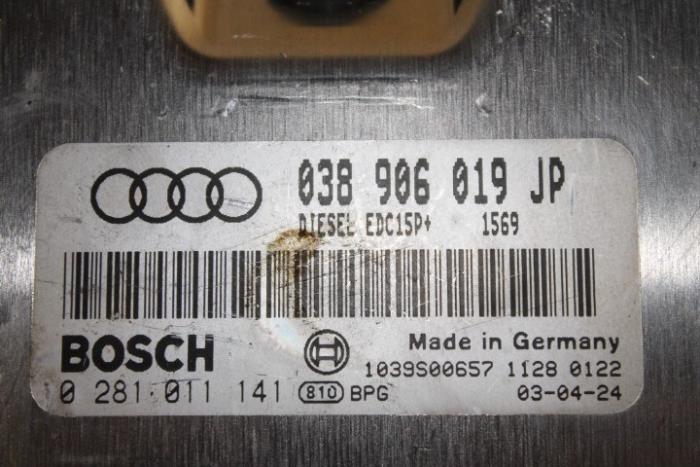 038 906 019 JP
DIESEL EDC15P+ 1569
BOSCH
Made in Germany
1039S00657 1128 0122
0 281 011 141 810 BPG 03-04-24